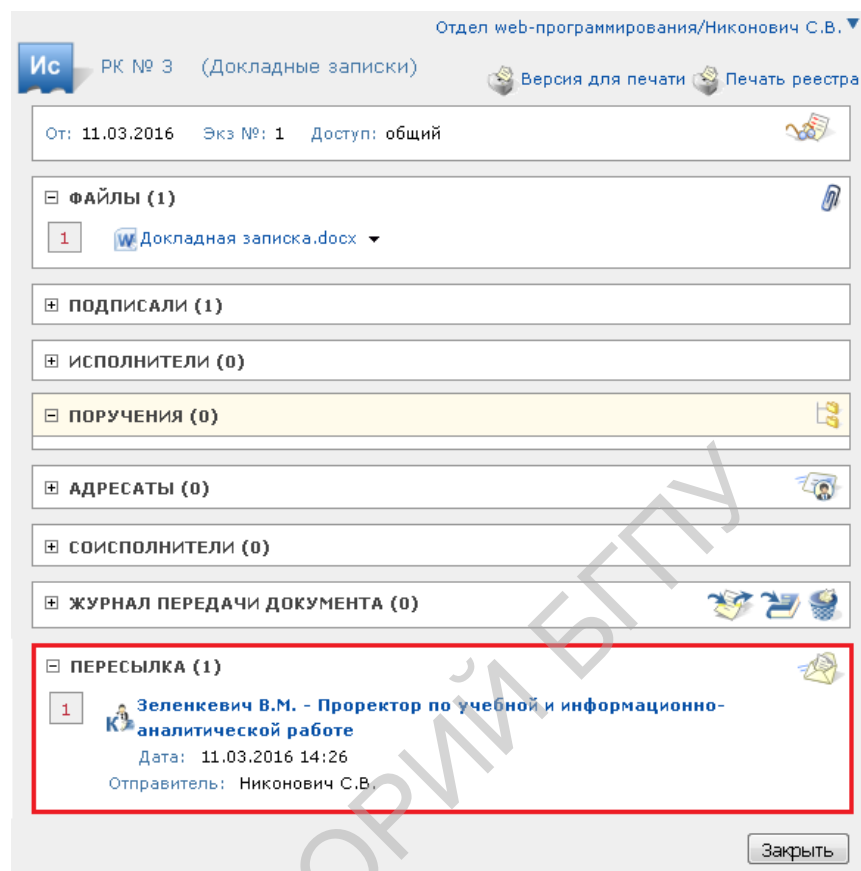 Отдел web-программирования/Никонович С.В.
Ис РК № 3 (Докладные записки)
Версия для печати Печать реестра
От: 11.03.2016 Экз №: 1 Доступ: общий
ФАЙЛЫ (1)
1 Докладная записка.docx
ПОДПИСАЛИ (1)
ИСПОЛНИТЕЛИ (0)
ПОРУЧЕНИЯ (0)
АДРЕСАТЫ (0)
СОИСПОЛНИТЕЛИ (0)
ЖУРНАЛ ПЕРЕДАЧИ ДОКУМЕНТА (0)
ПЕРЕСЫЛКА (1)
1 Зеленкевич В.М. - Проректор по учебной и информационно-
аналитической работе
Дата: 11.03.2016 14:26
Отправитель: Никонович С.В.
Закрыть
ОРИЙ БГПУ